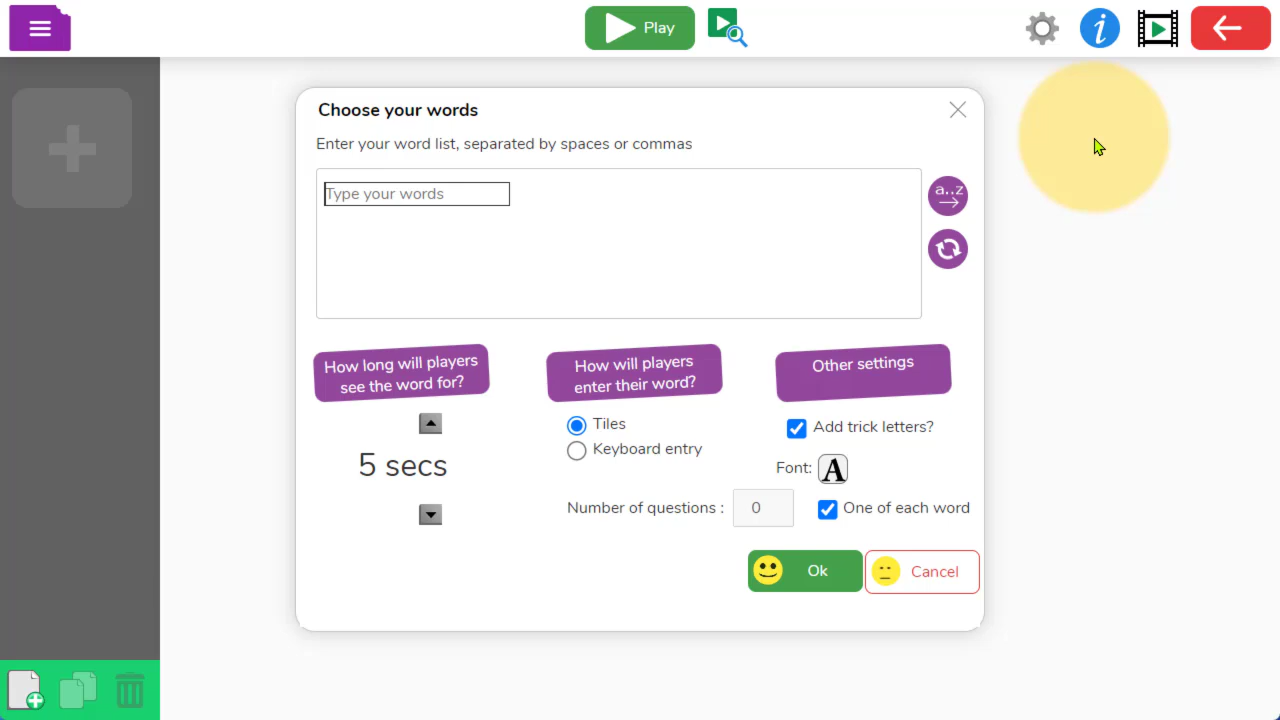 Play
Choose your words
Enter your word list, separated by spaces or commas
Type your words
a..z
How long will players
see the word for?
How will players
enter their word?
Other settings
5 secs
Tiles
Keyboard entry
Add trick letters?
Font: A
Number of questions : 0
One of each word
Ok
Cancel